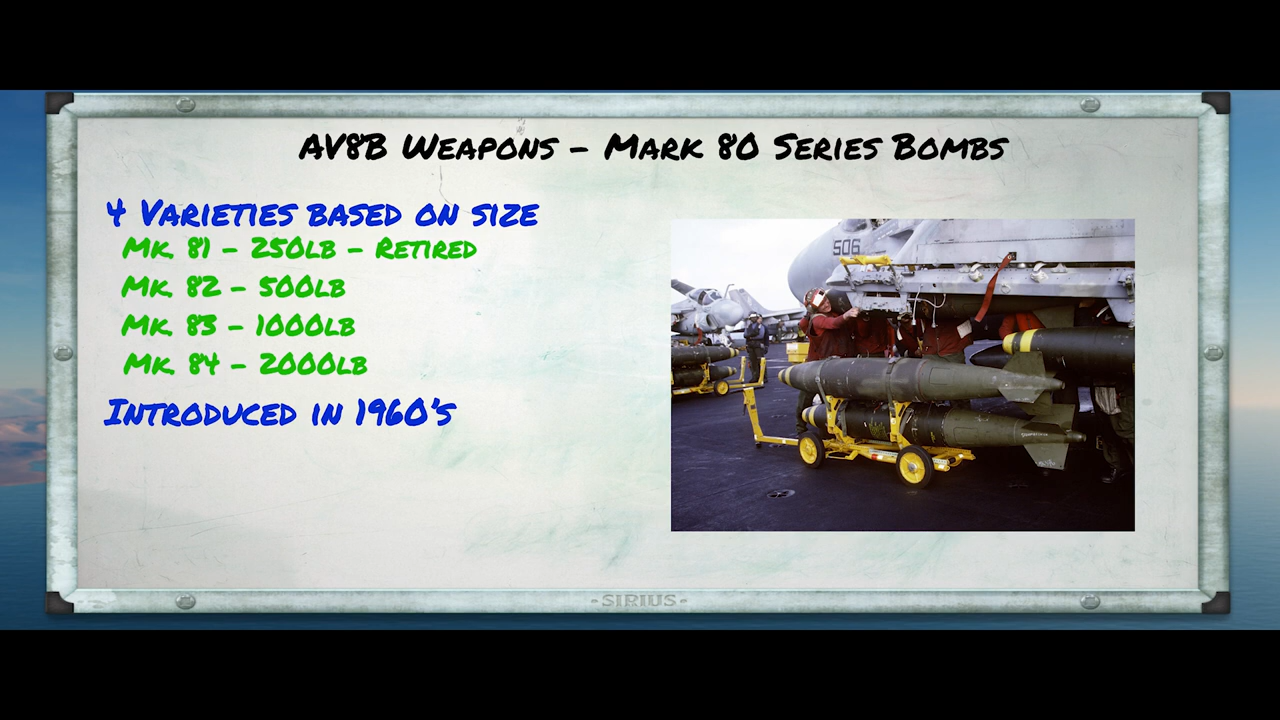 AV8B Weapons - Mark 80 Series Bombs
4 Varieties based on size
Mk. 81 - 250lb - Retired
Mk. 82 - 500lb
Mk. 83 - 1000lb
Mk. 84 - 2000lb
Introduced in 1960's
506
-SIRIUS-